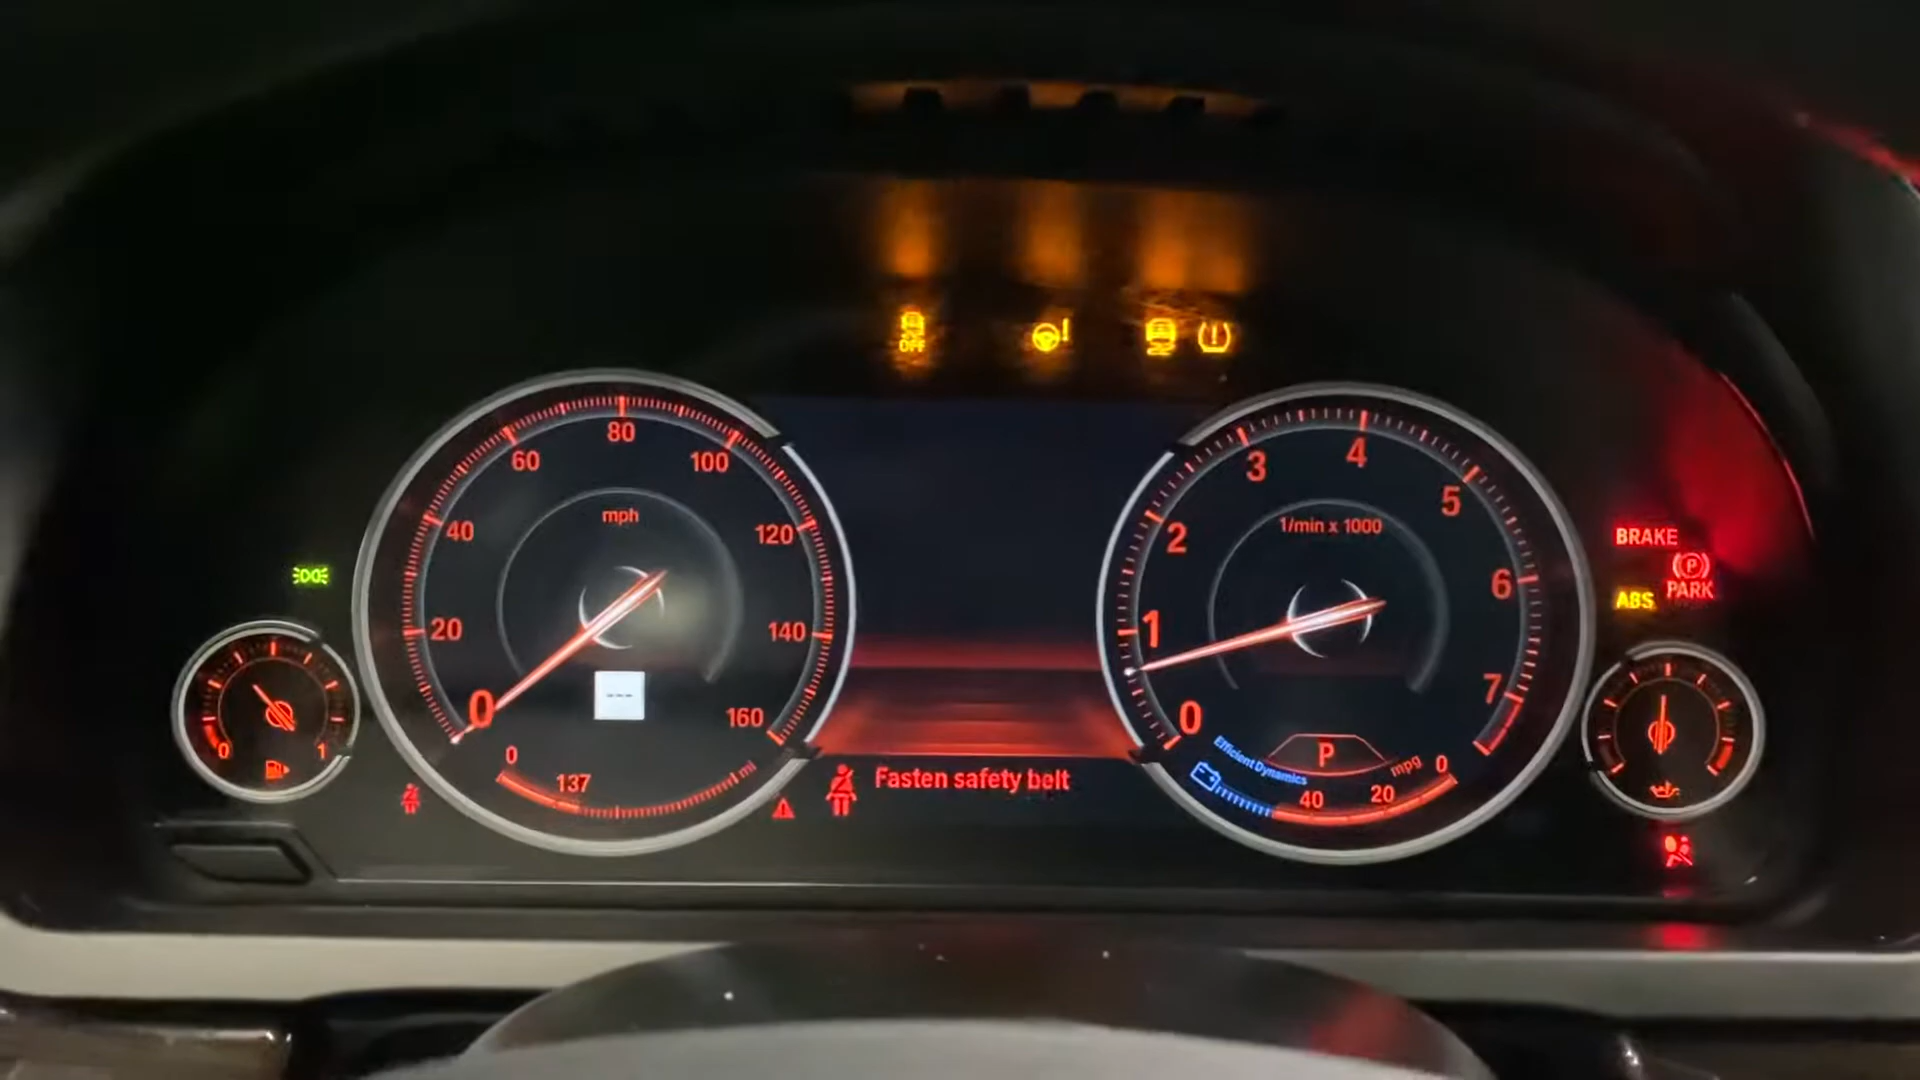 OFF
80
60
100
mph
40
120
20
140
0
160
0
137
mi
0
1
Fasten safety belt
4
3
5
1/min x 1000
2
6
1
7
0
Efficient Dynamics
P
mpg
0
40
20
BRAKE
P
PARK
ABS